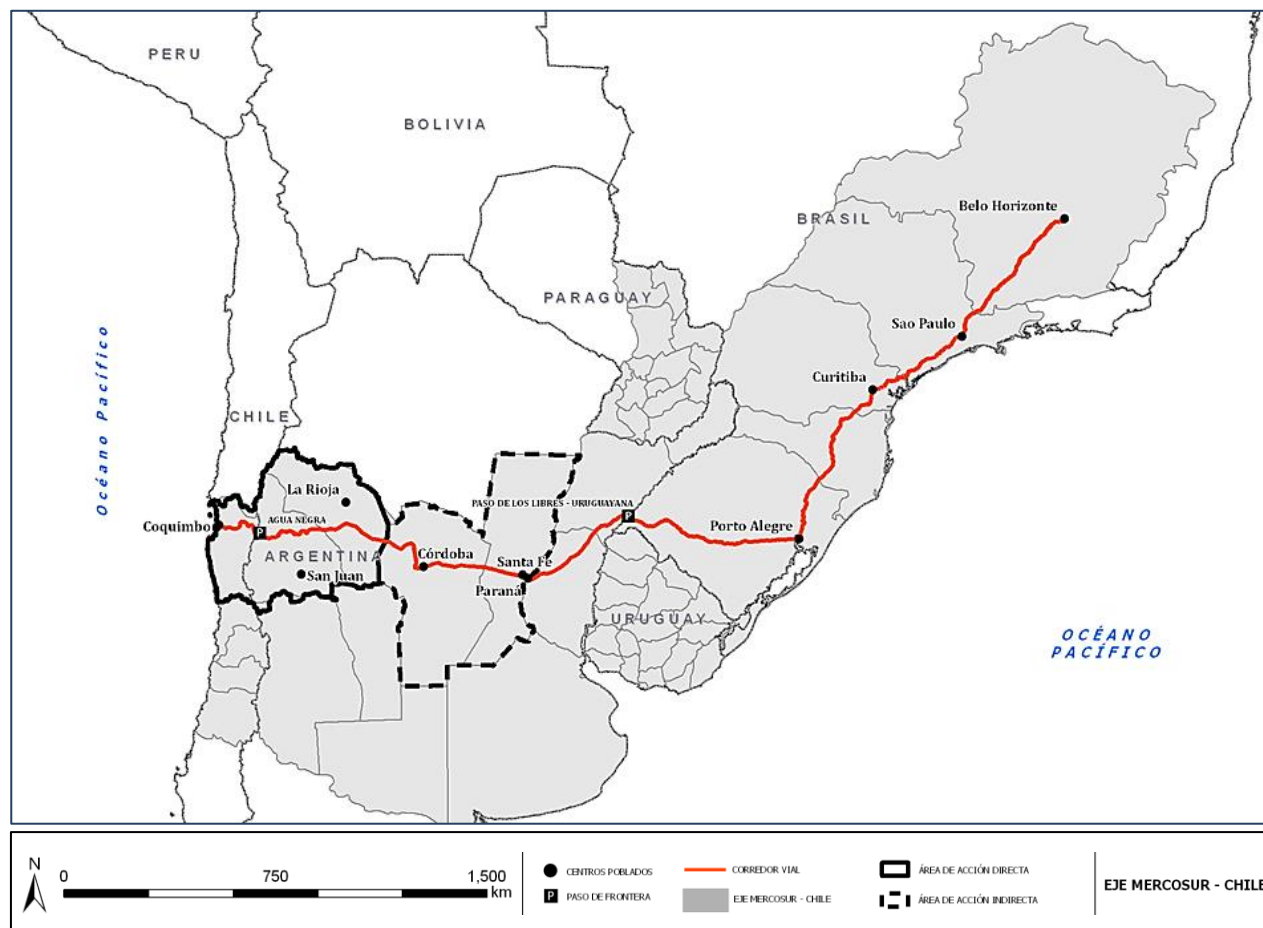 PERU
BOLIVIA
Belo Horizonte
BRASIL
PARAGUAY
Sao Paulo
Curitiba
Océano Pacífico
CHILE
La Rioja
PASO DE LOS LIBRES - URUGUAYANA
Coquimbo
AGUA NEGRA
Porto Alegre
ARGENTINA
Córdoba
Santa Fé
San Juan
Paraná
URUGUAY
OCÉANO
PACÍFICO
N
0
750
1,500
km
CENTROS POBLADOS
P PASO DE FRONTERA
CORREDOR VIAL
EJE MERCOSUR - CHILE
ÁREA DE ACCIÓN DIRECTA
ÁREA DE ACCIÓN INDIRECTA
EJE MERCOSUR - CHILE
P
P